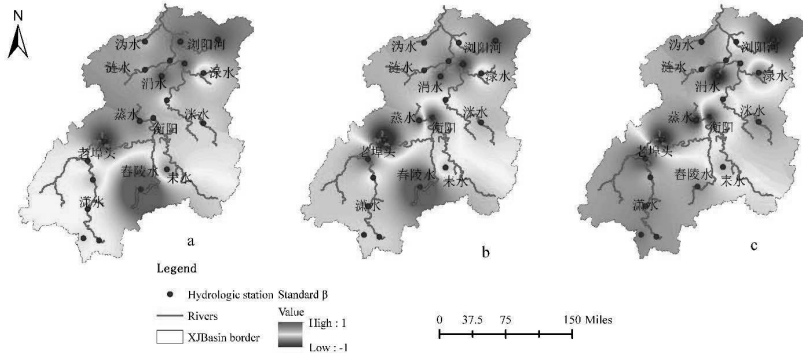 N
沩水
浏阳河
涟水
涓水
渌水
蒸水
衡阳
洣水
老埠头
舂陵水
耒水
潇水
a
沩水
浏阳河
涟水
涓水
渌水
蒸水
衡阳
洣水
老埠头
舂陵水
耒水
潇水
b
沩水
浏阳河
涟水
涓水
渌水
蒸水
衡阳
洣水
老埠头
舂陵水
耒水
潇水
c
Legend
Hydrologic station Standard β
Rivers Value
High : 1
XJBasin border
Low : -1
0 37.5 75 150 Miles